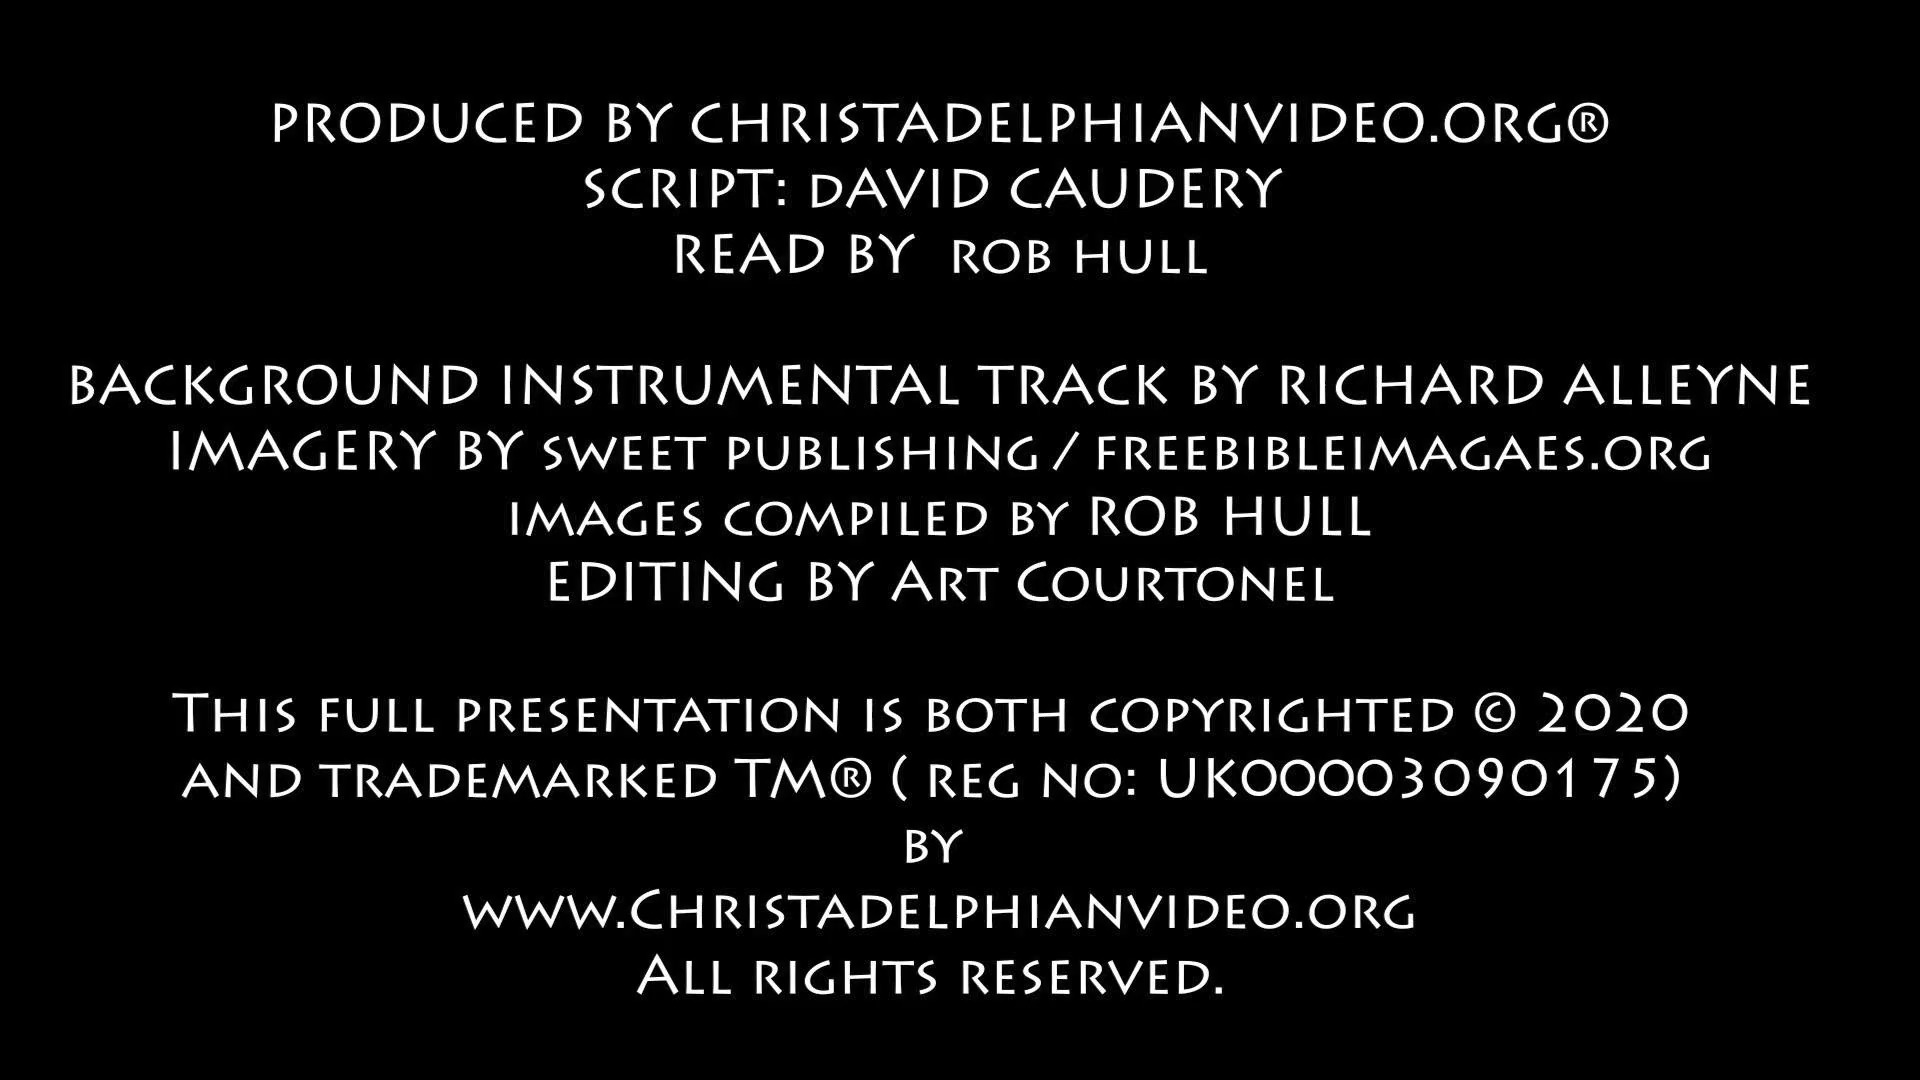 PRODUCED BY CHRISTADELPHIANVIDEO.ORG®
SCRIPT: dAVID CAUDERY
READ BY rob hull
BACKGROUND INSTRUMENTAL TRACK BY RICHARD ALLEYNE
IMAGERY BY sweet publishing / freebibleimagaes.org
images compiled by ROB HULL
EDITING BY Art Courtonel
This full presentation is both copyrighted © 2020
and trademarked TM® ( reg no: UK00003090175)
by
www.Christadelphianvideo.org
All rights reserved.